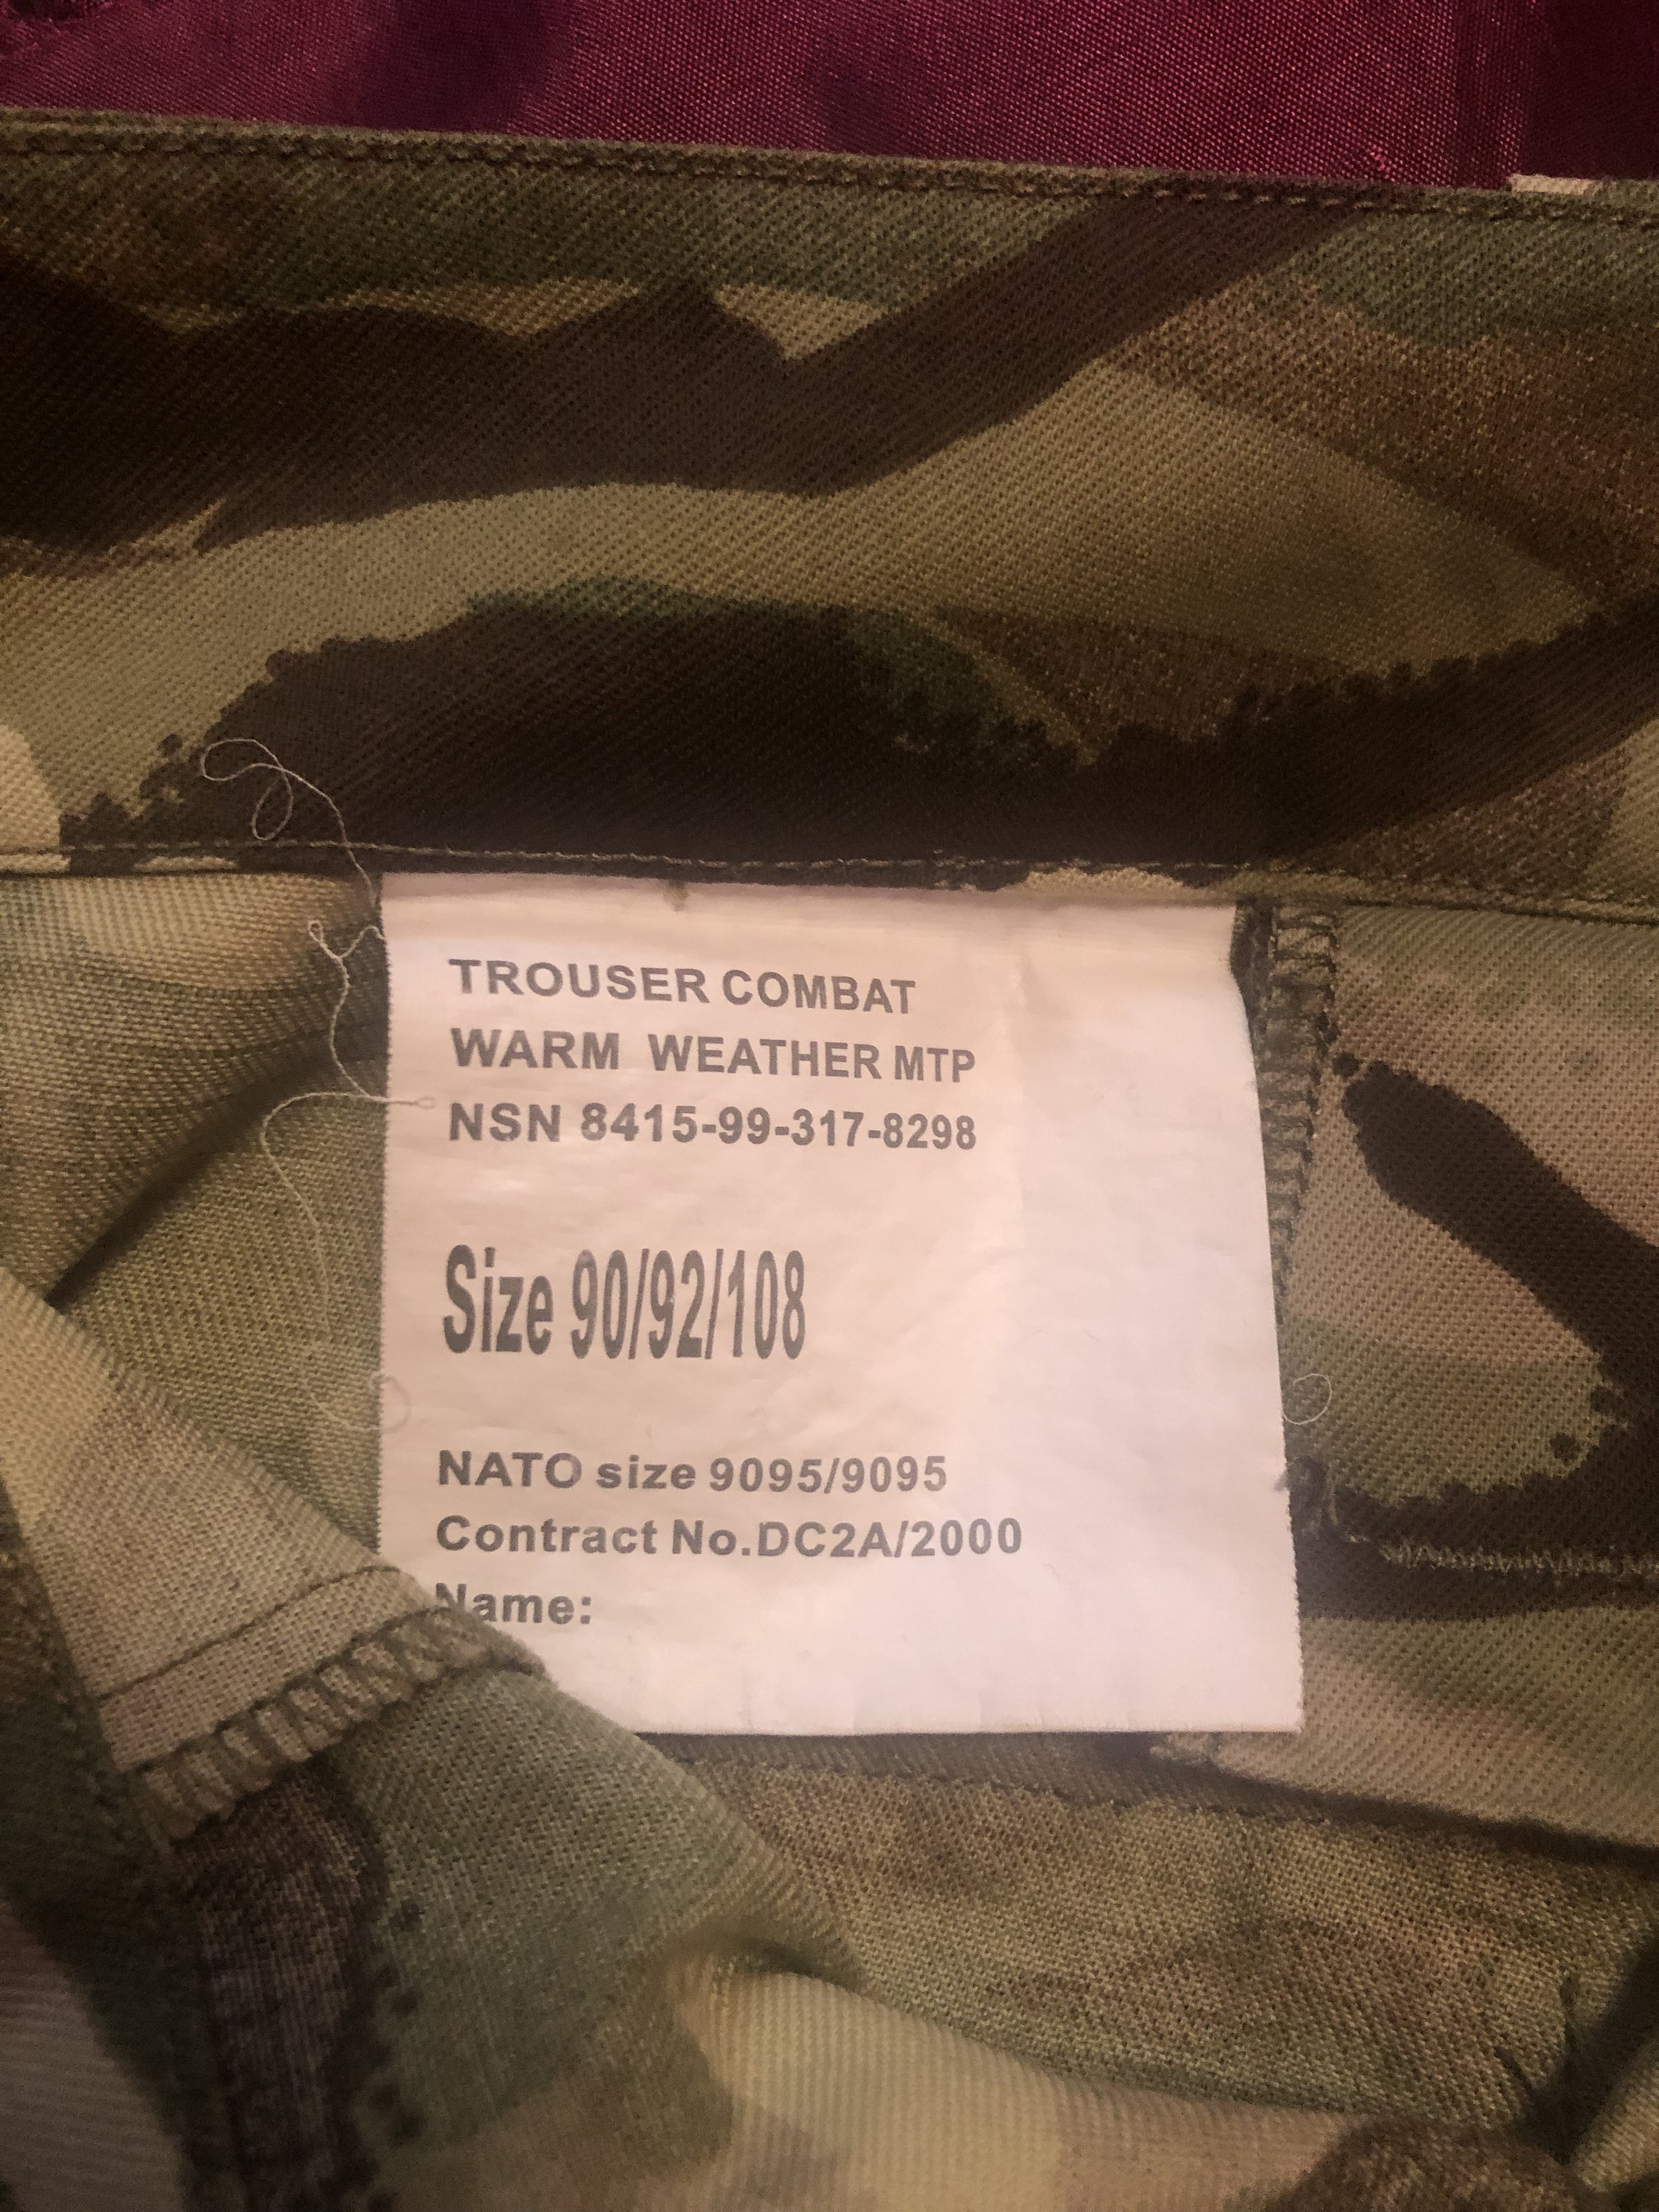 TROUSER COMBAT
WARM WEATHER MTP
NSN 8415-99-317-8298
Size 90/92/108
NATO size 9095/9095
Contract No.DC2A/2000
Name: